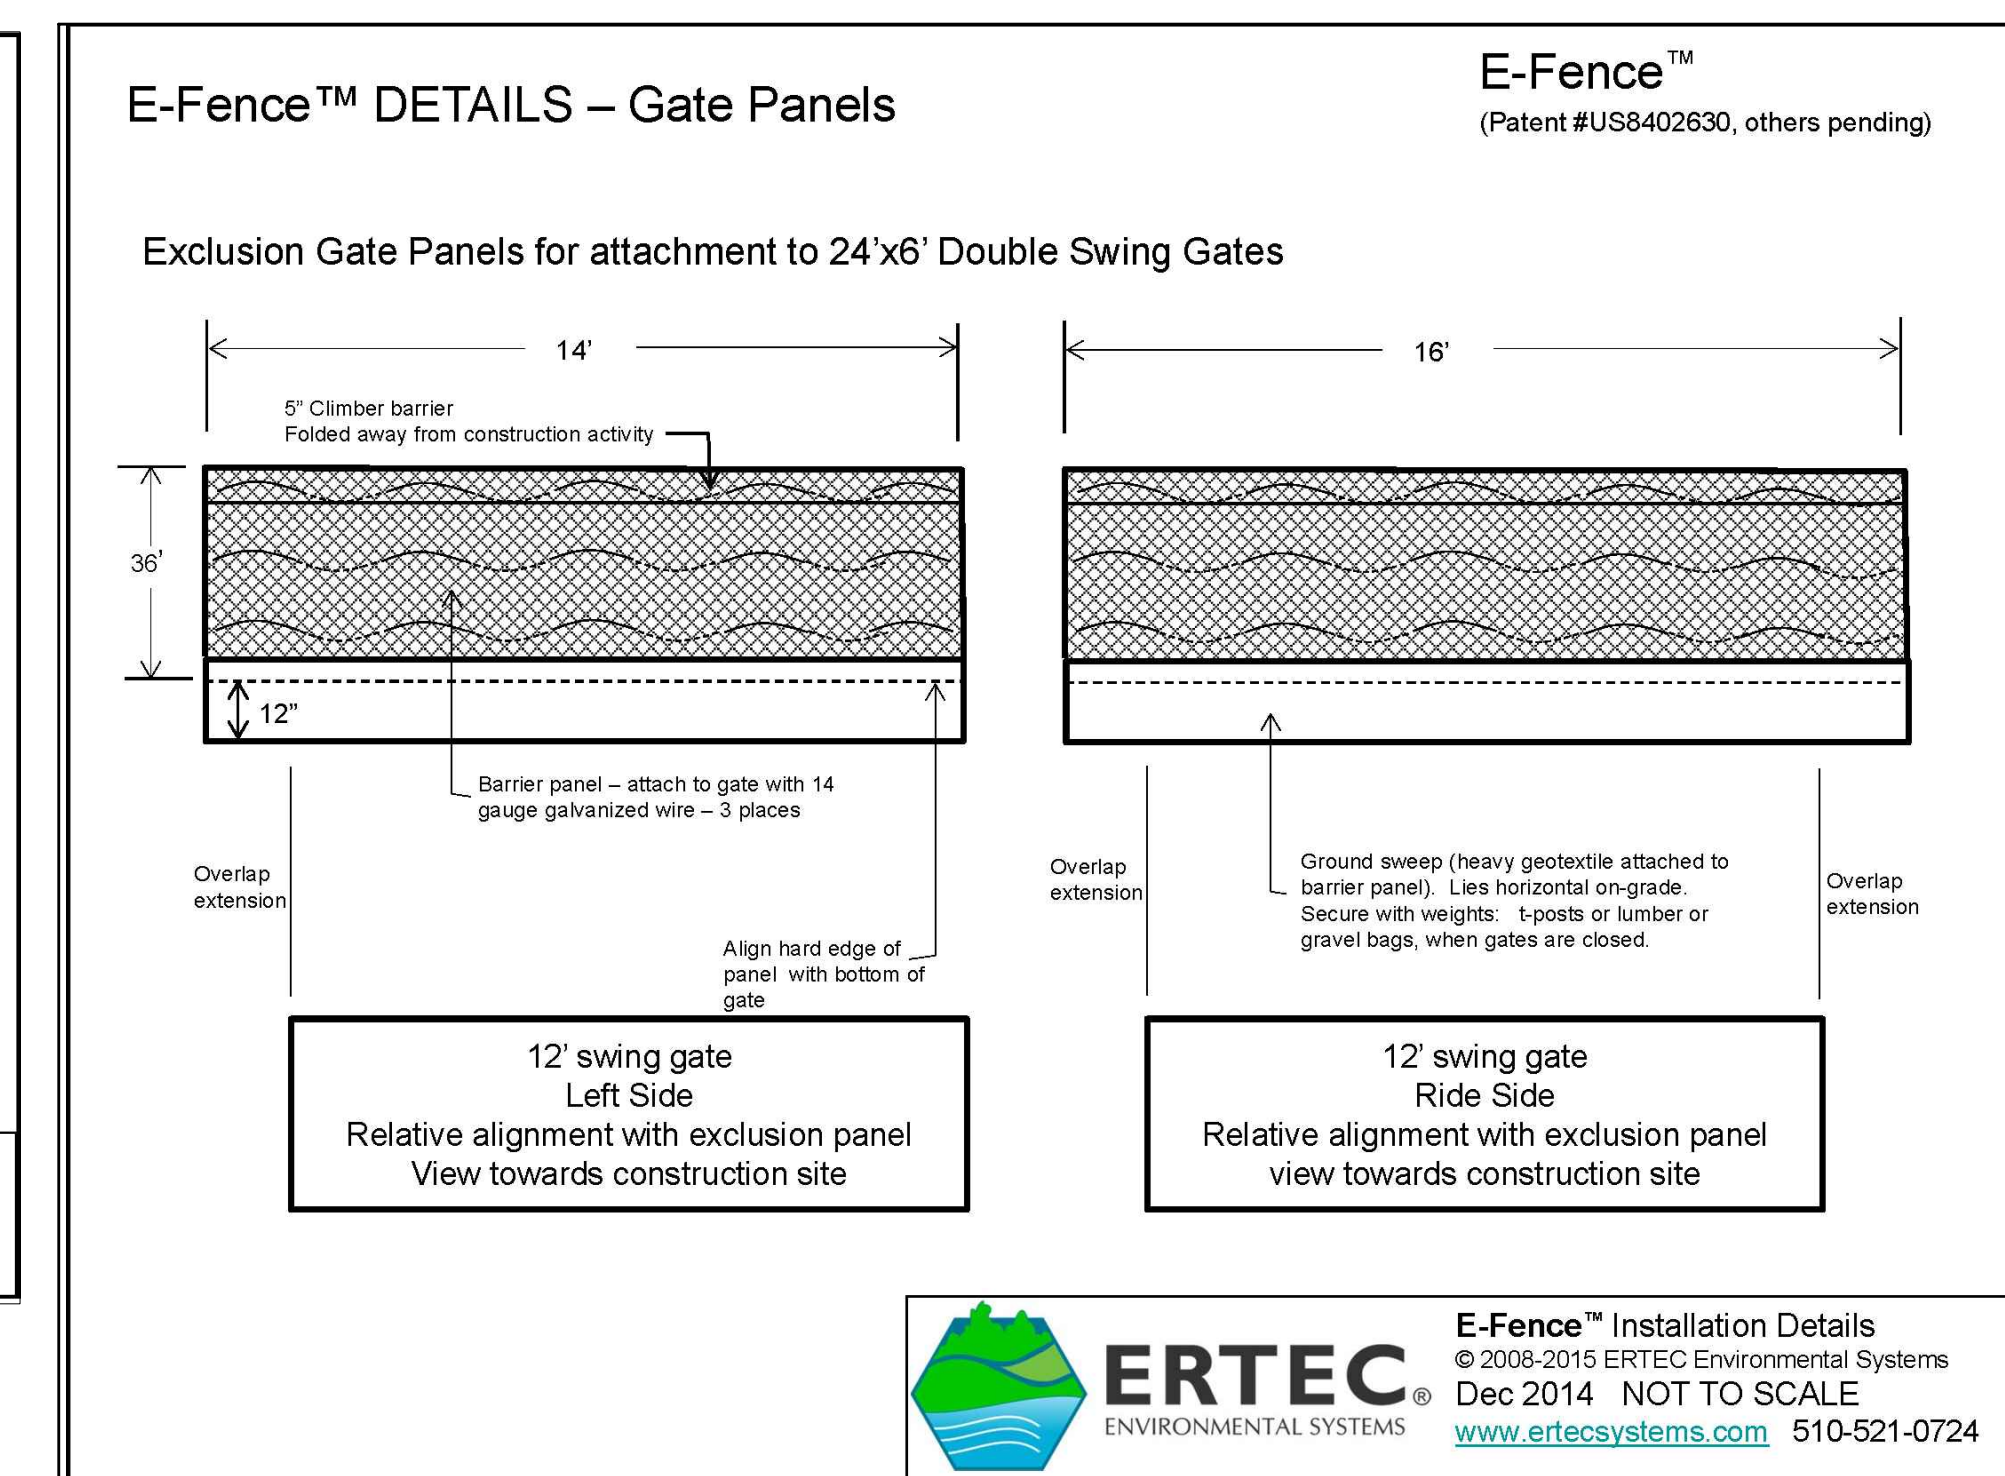 E-Fence™ DETAILS – Gate Panels
E-Fence™
(Patent #US8402630, others pending)
Exclusion Gate Panels for attachment to 24’x6’ Double Swing Gates
14’
16’
5” Climber barrier
Folded away from construction activity
36’
12”
Barrier panel – attach to gate with 14
gauge galvanized wire – 3 places
Overlap
extension
Align hard edge of
panel with bottom of
gate
Overlap
extension
Ground sweep (heavy geotextile attached to
barrier panel). Lies horizontal on-grade.
Secure with weights: t-posts or lumber or
gravel bags, when gates are closed.
Overlap
extension
12’ swing gate
Left Side
Relative alignment with exclusion panel
View towards construction site
12’ swing gate
Ride Side
Relative alignment with exclusion panel
view towards construction site
ERTEC®
ENVIRONMENTAL SYSTEMS
E-Fence™ Installation Details
© 2008-2015 ERTEC Environmental Systems
Dec 2014 NOT TO SCALE
www.ertecsystems.com 510-521-0724